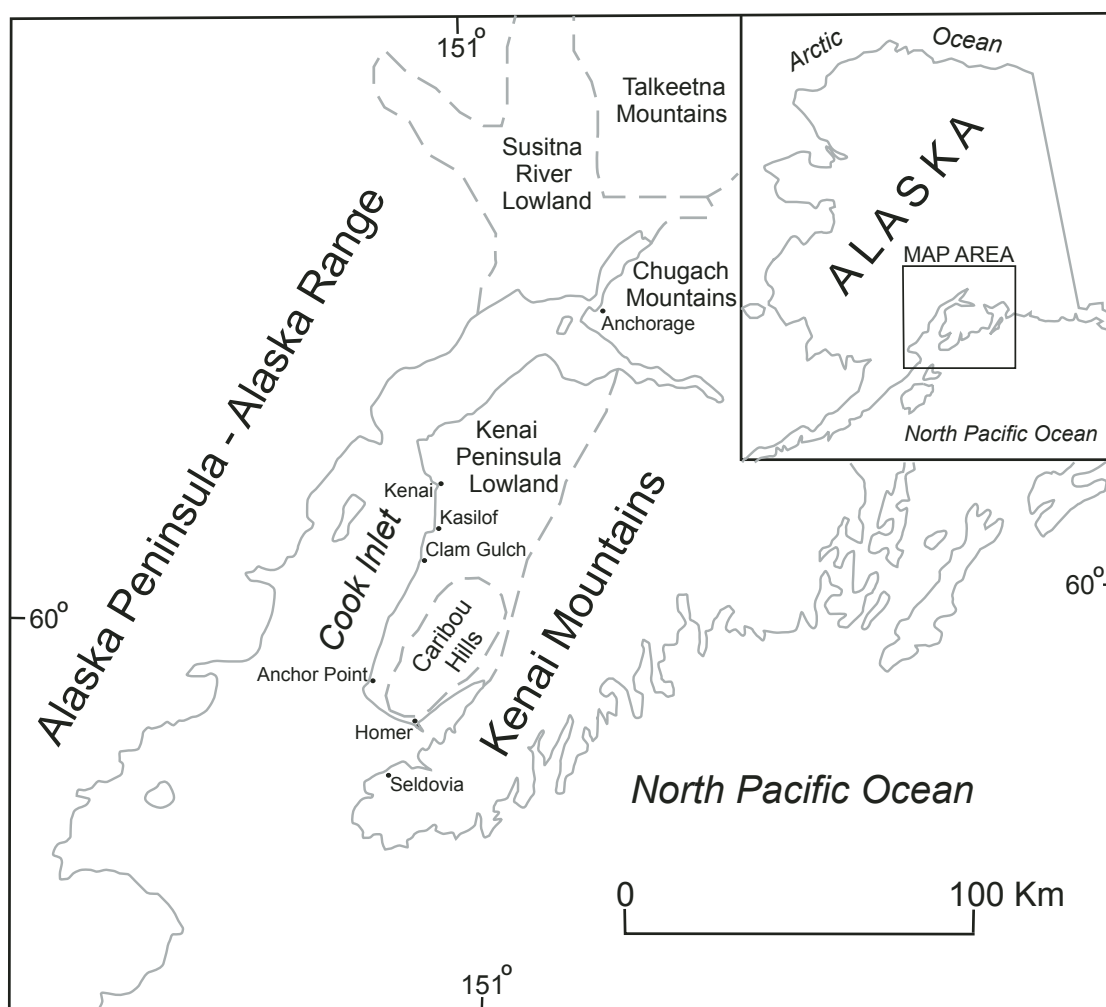 151°
Talkeetna
Mountains
Susitna
River
Lowland
Arctic Ocean
ALASKA
MAP AREA
North Pacific Ocean
Chugach
Mountains
Anchorage
Alaska Peninsula - Alaska Range
Kenai
Peninsula
Lowland
Kenai
Kasilof
Clam Gulch
Cook Inlet
Kenai Mountains
60°
60°
Caribou
Hills
Anchor Point
Homer
Seldovia
North Pacific Ocean
0 100 Km
151°